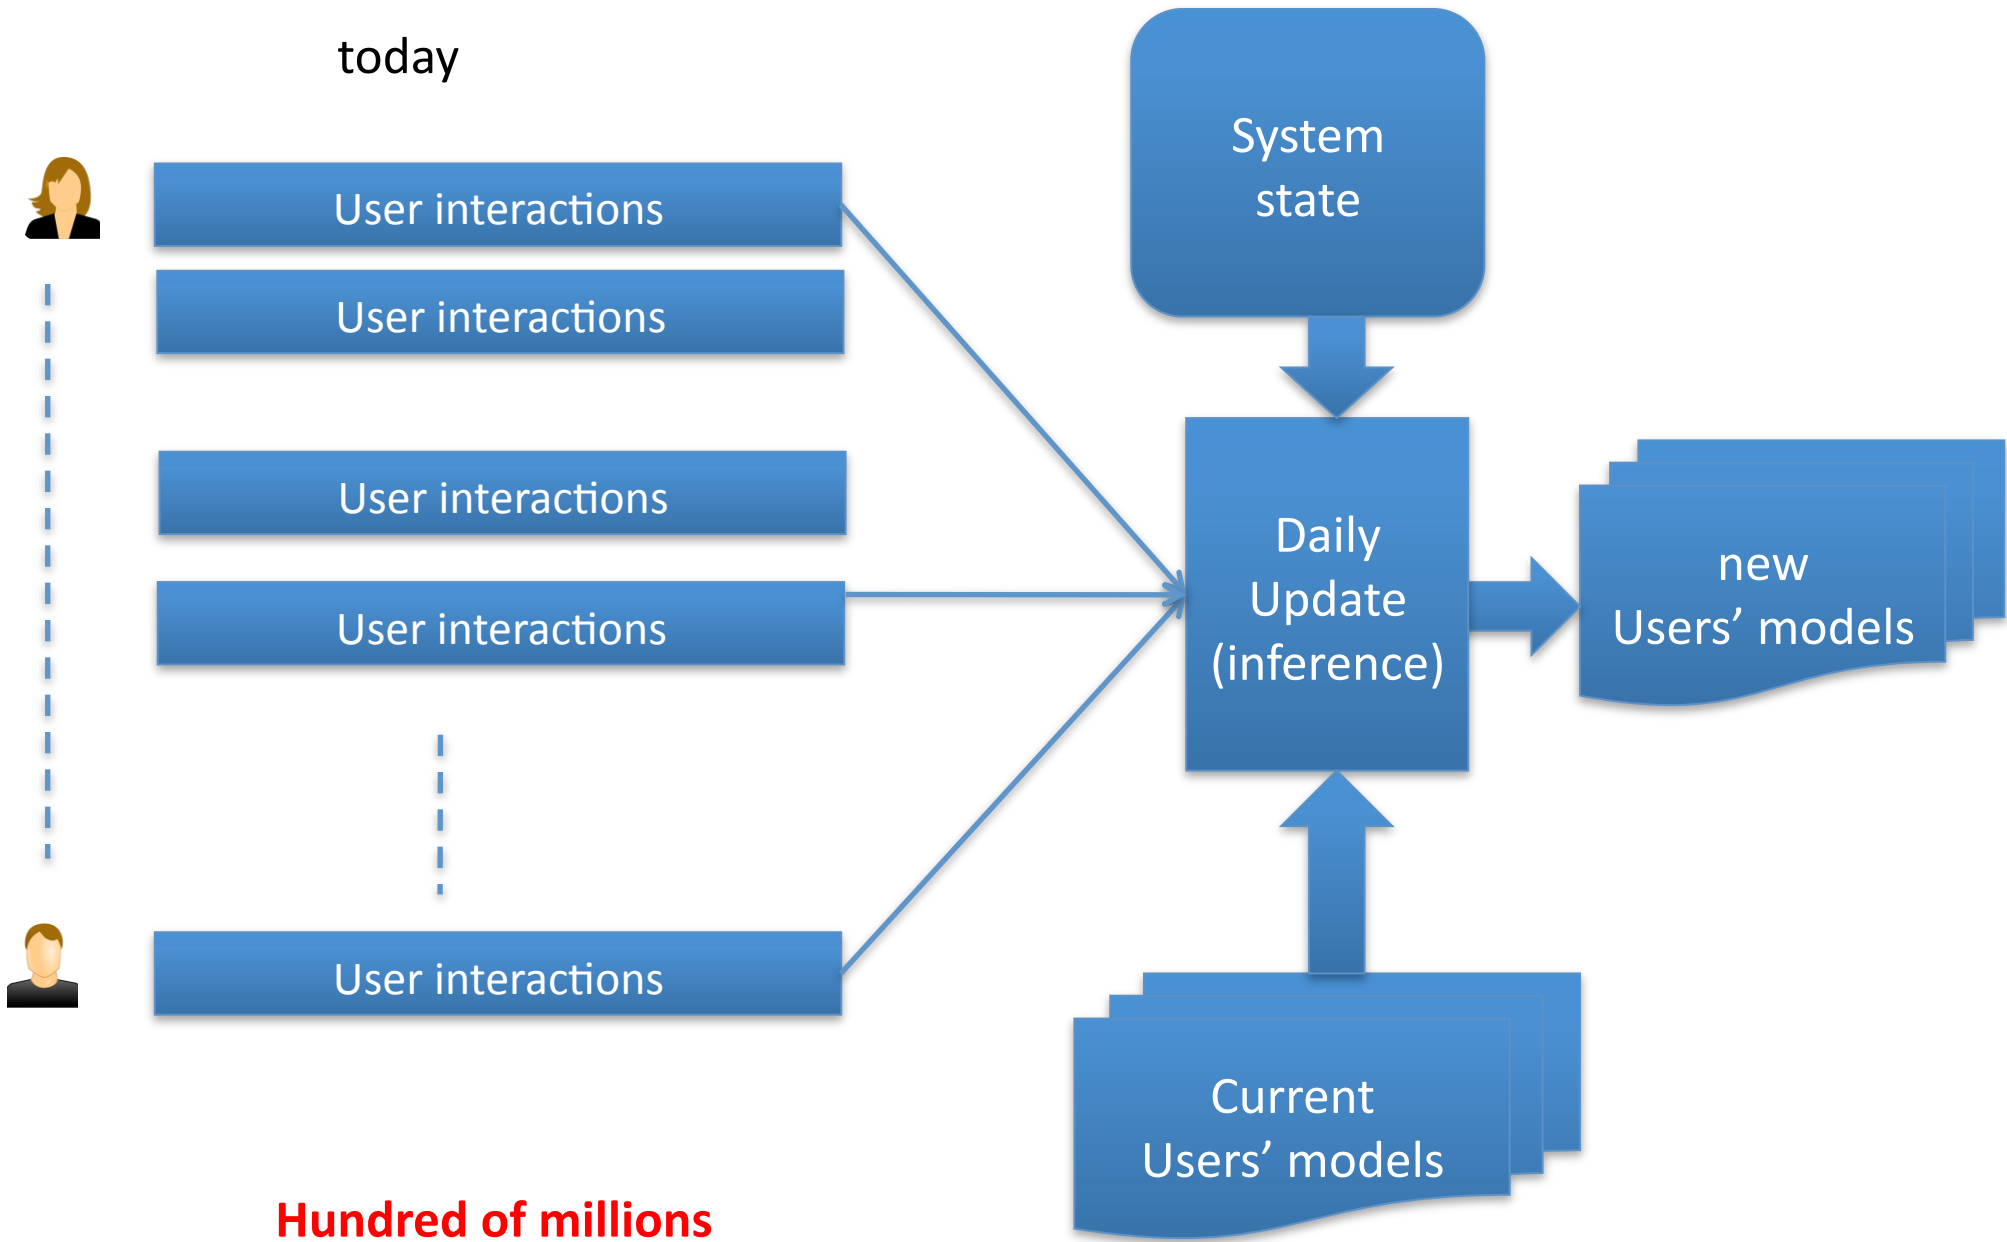 today
User interactions
User interactions
User interactions
User interactions
User interactions
Hundred of millions
System
state
Daily
Update
(inference)
new
Users’ models
Current
Users’ models